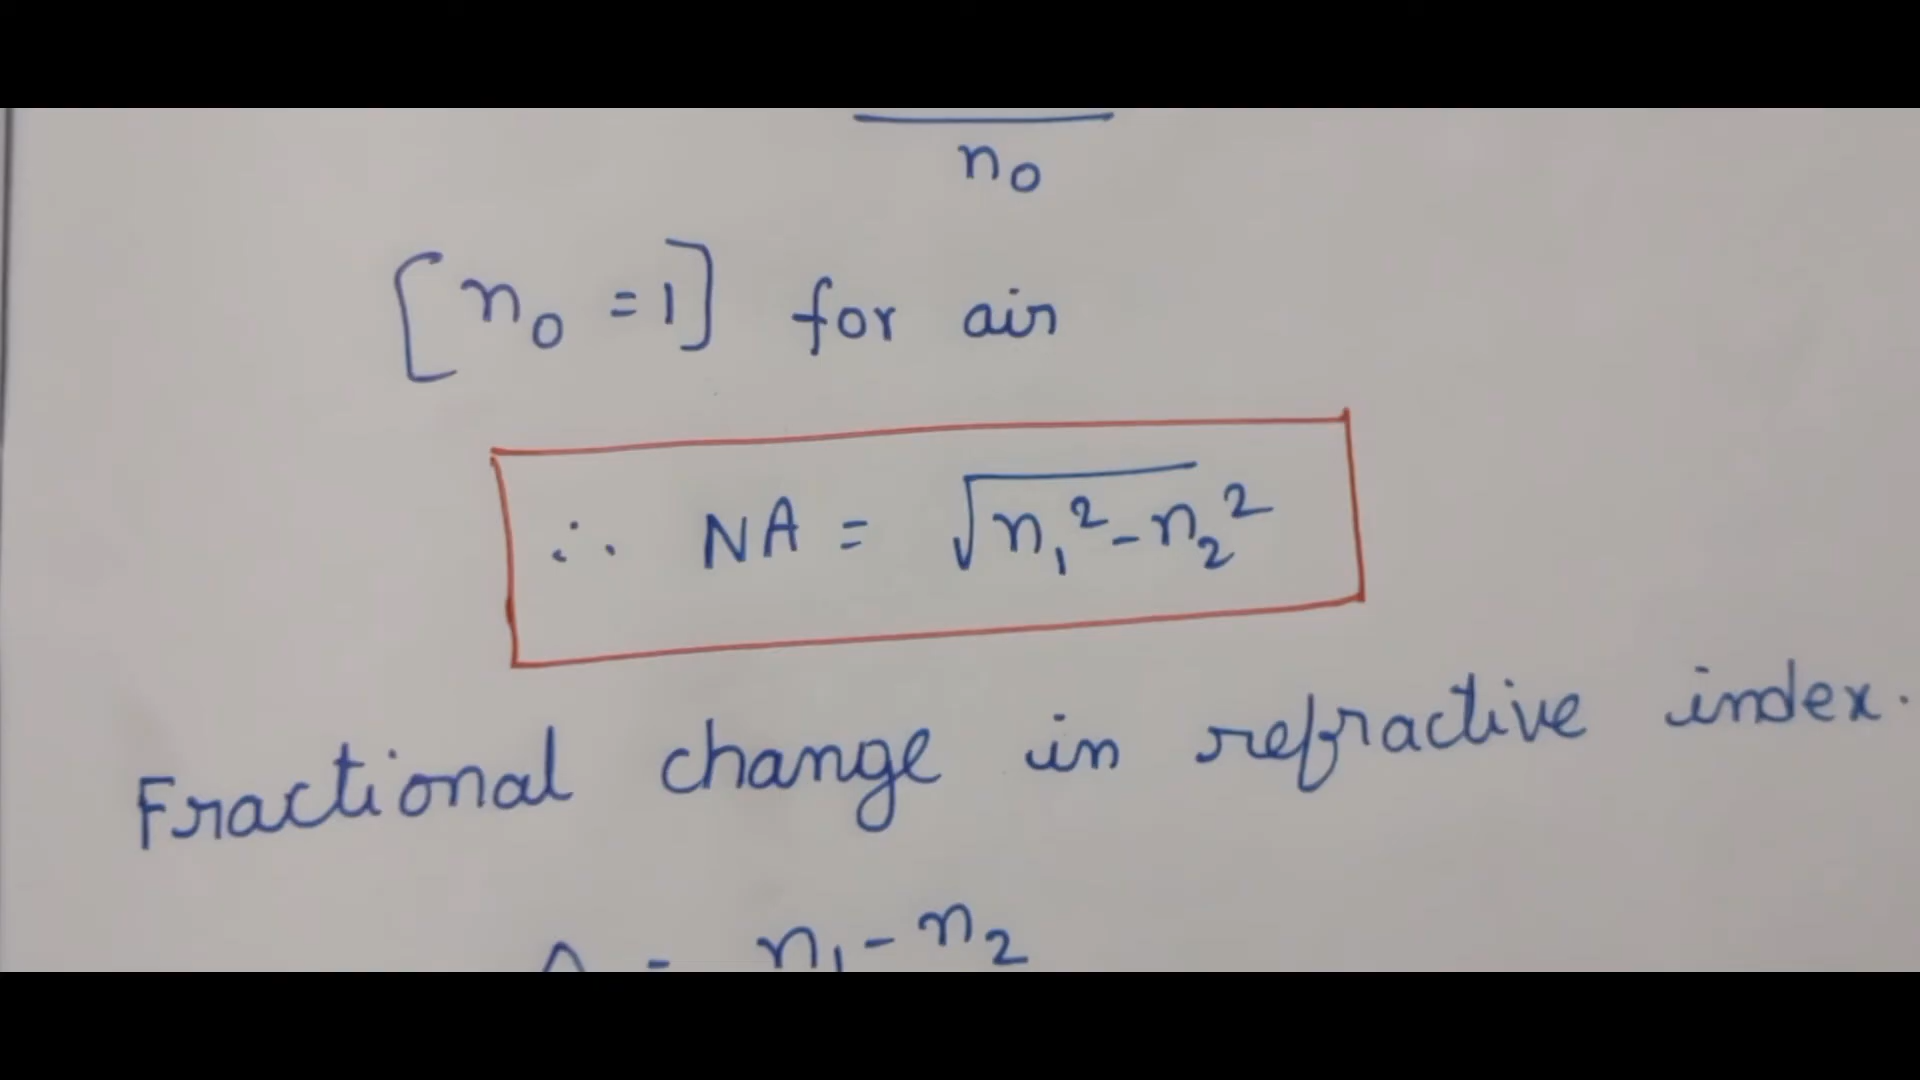 n₀
[n₀ = 1] for air
∴ NA = √n₁² - n₂²
Fractional change in refractive index.
= n₁ - n₂